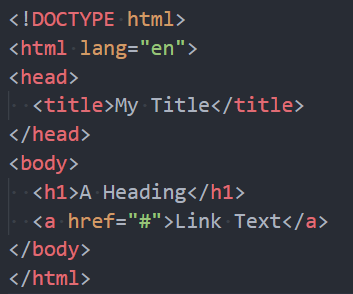 <!DOCTYPE html>
<html lang="en">
<head>
  <title>My Title</title>
</head>
<body>
  <h1>A Heading</h1>
  <a href="#">Link Text</a>
</body>
</html>